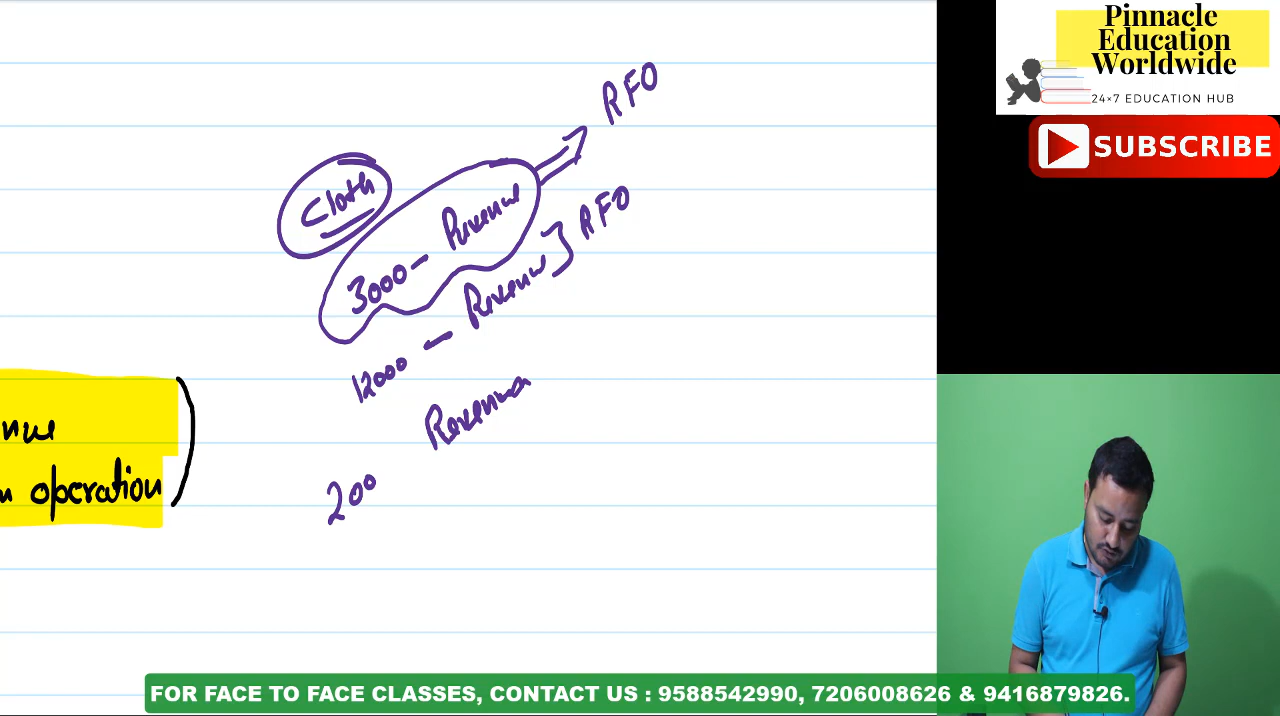 Pinnacle
Education
Worldwide
24×7 EDUCATION HUB
SUBSCRIBE
RFO
Cloth
3000 - Revenue
RFO
12000 - Revenue
Revenue
200
operation
FOR FACE TO FACE CLASSES, CONTACT US : 9588542990, 7206008626 & 9416879826.